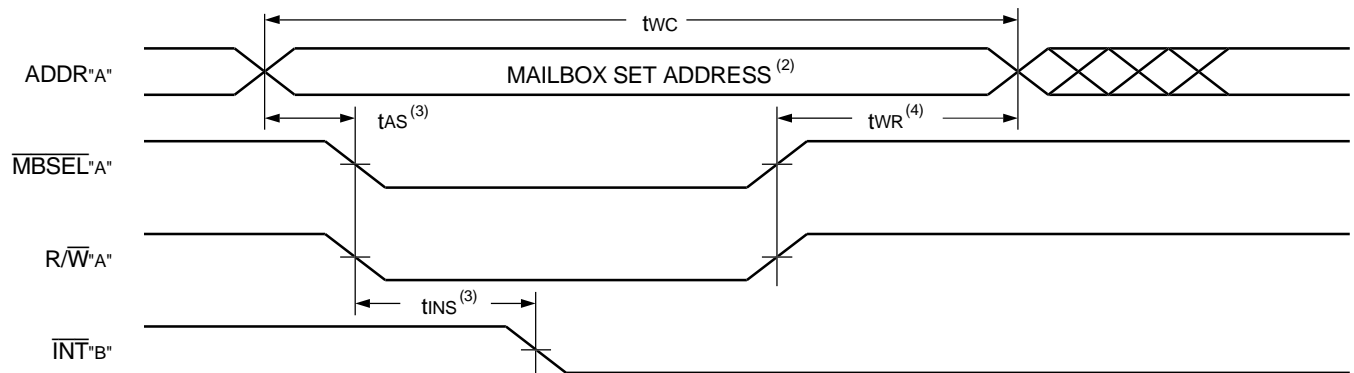 tWC
ADDR"A"
MAILBOX SET ADDRESS (2)
tAS (3)
tWR (4)
MBSEL"A"
R/W"A"
tINS (3)
INT"B"